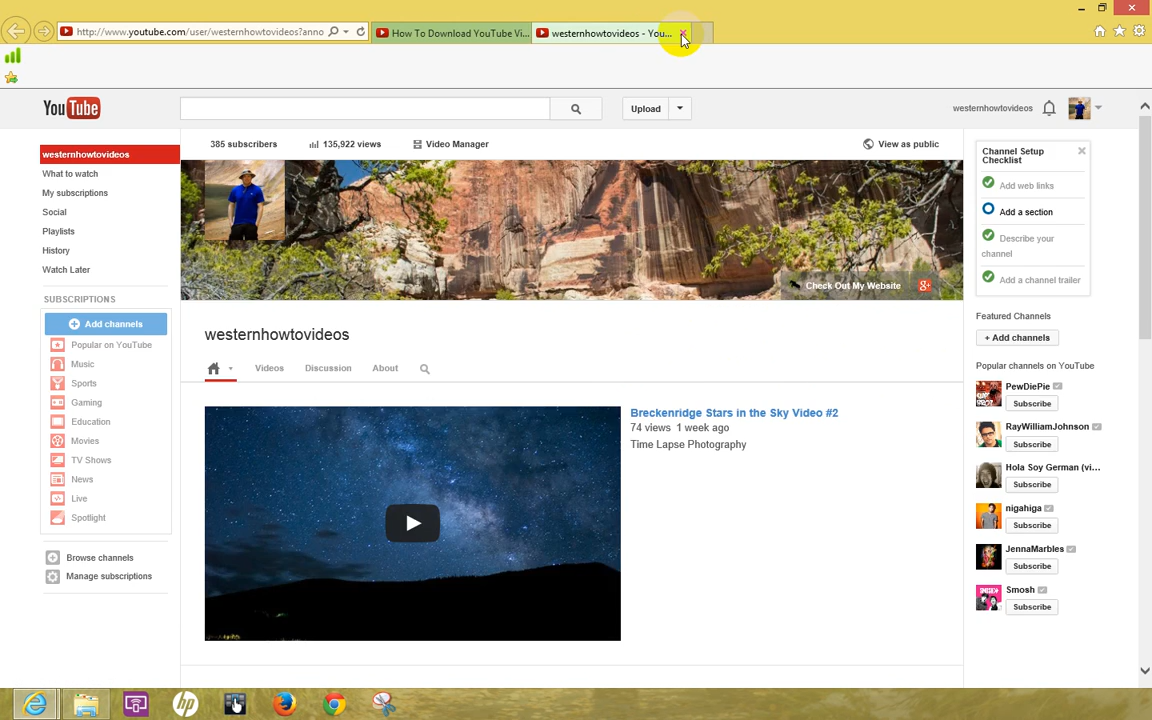 http://www.youtube.com/user/westernhowtovideos?anno
How To Download YouTube Vi...
westernhowtovideos - You...
YouTube
Upload
westernhowtovideos
westernhowtovideos
What to watch
My subscriptions
Social
Playlists
History
Watch Later
SUBSCRIPTIONS
Add channels
Popular on YouTube
Music
Sports
Gaming
Education
Movies
TV Shows
News
Live
Spotlight
Browse channels
Manage subscriptions
385 subscribers
135,922 views
Video Manager
View as public
Check Out My Website
g+
westernhowtovideos
Videos
Discussion
About
Breckenridge Stars in the Sky Video #2
74 views 1 week ago
Time Lapse Photography
Channel Setup
Checklist
Add web links
Add a section
Describe your
channel
Add a channel trailer
Featured Channels
+ Add channels
Popular channels on YouTube
PewDiePie
Subscribe
RayWilliamJohnson
Subscribe
Hola Soy German (vi...
Subscribe
nigahiga
Subscribe
JennaMarbles
Subscribe
Smosh
Subscribe
hp